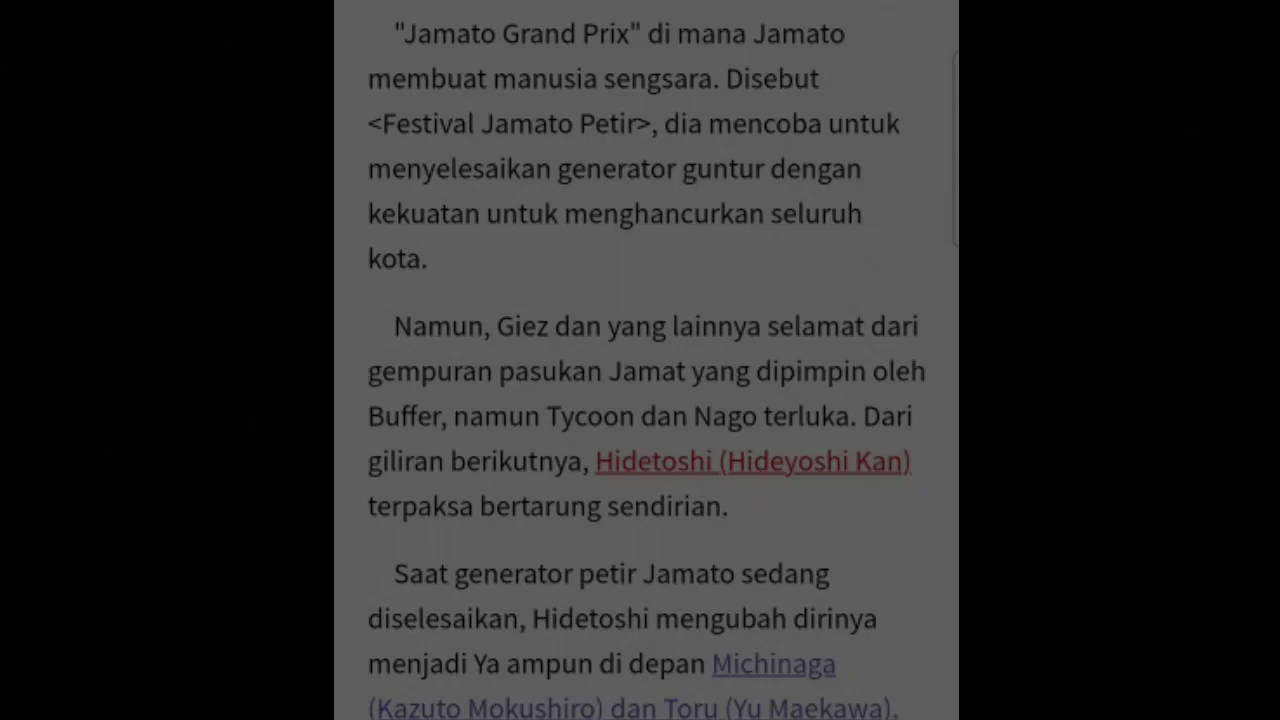 "Jamato Grand Prix" di mana Jamato
membuat manusia sengsara. Disebut
<Festival Jamato Petir>, dia mencoba untuk
menyelesaikan generator guntur dengan
kekuatan untuk menghancurkan seluruh
kota.
Namun, Giez dan yang lainnya selamat dari
gempuran pasukan Jamat yang dipimpin oleh
Buffer, namun Tycoon dan Nago terluka. Dari
giliran berikutnya, Hidetoshi (Hideyoshi Kan)
terpaksa bertarung sendirian.
Saat generator petir Jamato sedang
diselesaikan, Hidetoshi mengubah dirinya
menjadi Ya ampun di depan Michinaga
(Kazuto Mokushiro) dan Toru (Yu Maekawa),